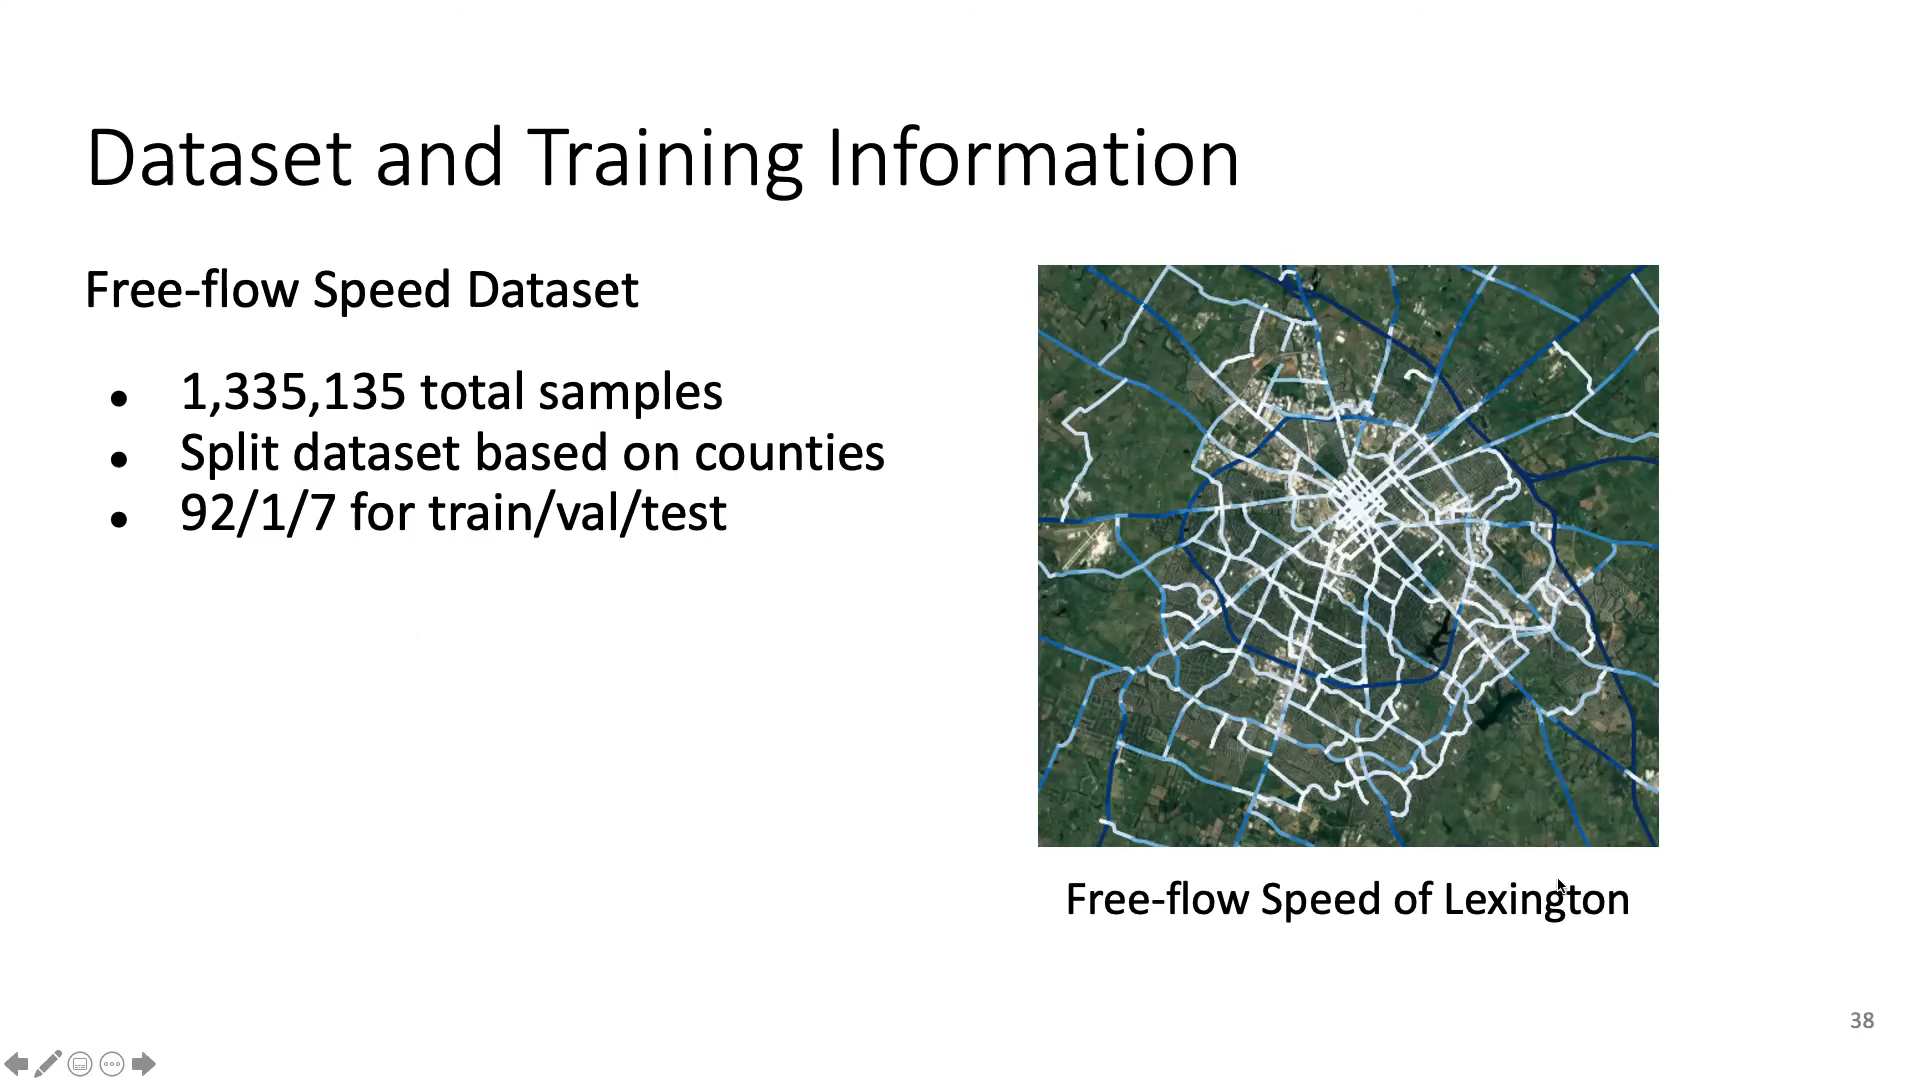 Dataset and Training Information
Free-flow Speed Dataset
● 1,335,135 total samples
● Split dataset based on counties
● 92/1/7 for train/val/test
Free-flow Speed of Lexington
38